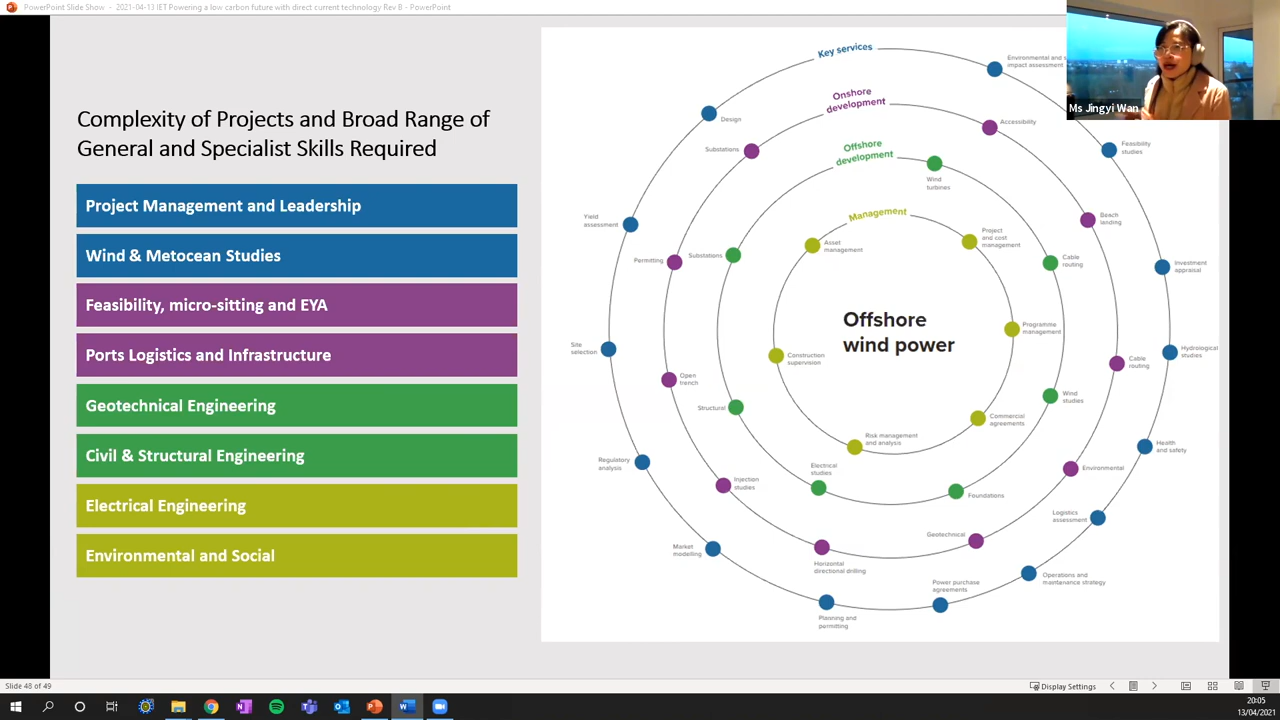 PowerPoint Slide Show - 2021-04-13 IET Powering a low carbon future with direct current technology Rev B - PowerPoint
Complexity of Projects and Broad Range of
General and Specialist Skills Required
Project Management and Leadership
Wind and Metocean Studies
Feasibility, micro-sitting and EYA
Ports Logistics and Infrastructure
Geotechnical Engineering
Civil & Structural Engineering
Electrical Engineering
Environmental and Social
Key services
Environmental and
impact assessment
Design
Feasibility
studies
Yield
assessment
Investment
appraisal
Site
selection
Hydrological
studies
Regulatory
analysis
Health
and safety
Market
modelling
Logistics
assessment
Planning and
permitting
Power purchase
agreements
Operations and
maintenance strategy
Onshore
development
Substations
Accessibility
Permitting
Beach
landing
Open
trench
Cable
routing
Injection
studies
Environmental
Horizontal
directional drilling
Geotechnical
Offshore
development
Wind
turbines
Substations
Cable
routing
Structural
Wind
studies
Electrical
studies
Foundations
Management
Asset
management
Project
and cost
management
Programme
management
Construction
supervision
Commercial
agreements
Risk management
and analysis
Offshore
wind power
Ms Jingyi Wan
Slide 48 of 49
Display Settings
20:05
13/04/2021